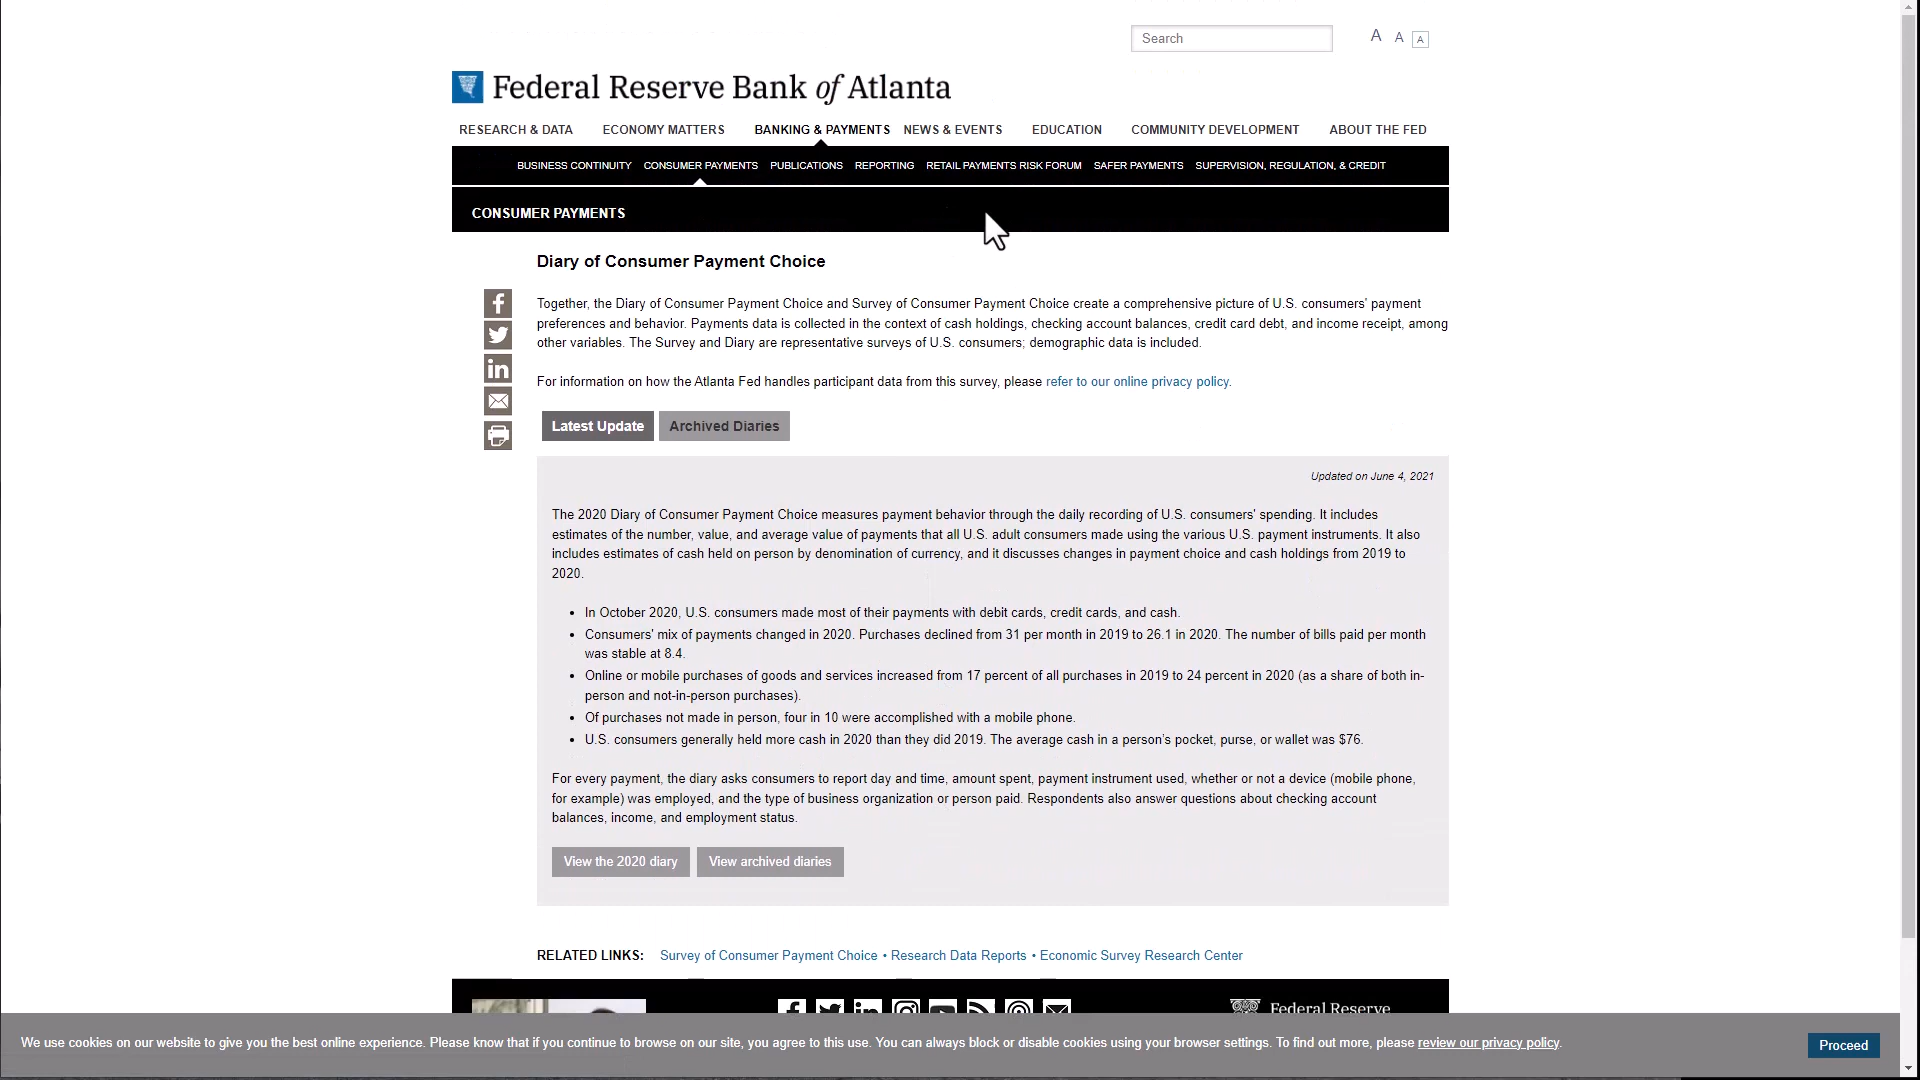 Search
A A A
Federal Reserve Bank of Atlanta
RESEARCH & DATA ECONOMY MATTERS BANKING & PAYMENTS NEWS & EVENTS EDUCATION COMMUNITY DEVELOPMENT ABOUT THE FED
BUSINESS CONTINUITY CONSUMER PAYMENTS PUBLICATIONS REPORTING RETAIL PAYMENTS RISK FORUM SAFER PAYMENTS SUPERVISION, REGULATION, & CREDIT
CONSUMER PAYMENTS
Diary of Consumer Payment Choice
Together, the Diary of Consumer Payment Choice and Survey of Consumer Payment Choice create a comprehensive picture of U.S. consumers' payment
preferences and behavior. Payments data is collected in the context of cash holdings, checking account balances, credit card debt, and income receipt, among
other variables. The Survey and Diary are representative surveys of U.S. consumers; demographic data is included.
For information on how the Atlanta Fed handles participant data from this survey, please refer to our online privacy policy.
Latest Update Archived Diaries
Updated on June 4, 2021
The 2020 Diary of Consumer Payment Choice measures payment behavior through the daily recording of U.S. consumers' spending. It includes
estimates of the number, value, and average value of payments that all U.S. adult consumers made using the various U.S. payment instruments. It also
includes estimates of cash held on person by denomination of currency, and it discusses changes in payment choice and cash holdings from 2019 to
2020.
• In October 2020, U.S. consumers made most of their payments with debit cards, credit cards, and cash.
• Consumers' mix of payments changed in 2020. Purchases declined from 31 per month in 2019 to 26.1 in 2020. The number of bills paid per month
was stable at 8.4.
• Online or mobile purchases of goods and services increased from 17 percent of all purchases in 2019 to 24 percent in 2020 (as a share of both in-
person and not-in-person purchases).
• Of purchases not made in person, four in 10 were accomplished with a mobile phone.
• U.S. consumers generally held more cash in 2020 than they did 2019. The average cash in a person's pocket, purse, or wallet was $76.
For every payment, the diary asks consumers to report day and time, amount spent, payment instrument used, whether or not a device (mobile phone,
for example) was employed, and the type of business organization or person paid. Respondents also answer questions about checking account
balances, income, and employment status.
View the 2020 diary View archived diaries
RELATED LINKS: Survey of Consumer Payment Choice • Research Data Reports • Economic Survey Research Center
Federal Reserve
We use cookies on our website to give you the best online experience. Please know that if you continue to browse on our site, you agree to this use. You can always block or disable cookies using your browser settings. To find out more, please review our privacy policy.
Proceed